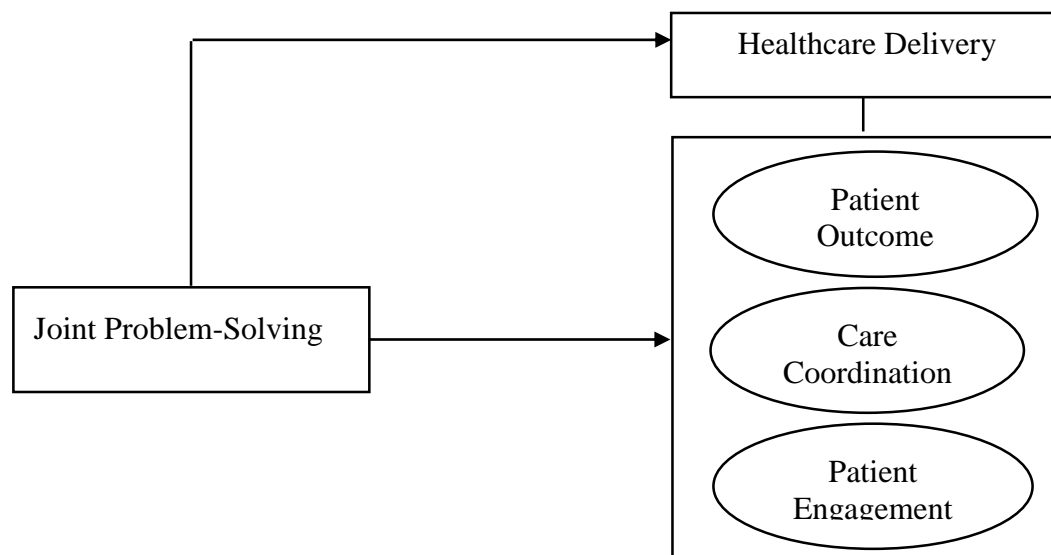 Healthcare Delivery
Patient
Outcome
Joint Problem-Solving
Care
Coordination
Patient
Engagement